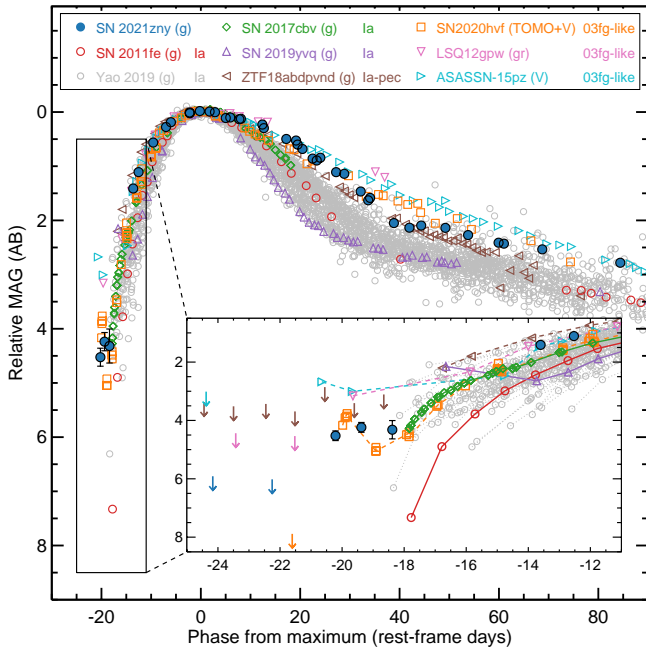 SN 2021zny (g) SN 2017cbv (g) Ia SN2020hvf (TOMO+V) 03fg-like
SN 2011fe (g) Ia SN 2019yvq (g) Ia LSQ12gpw (gr) 03fg-like
Yao 2019 (g) Ia ZTF18abdpvnd (g) Ia-pec ASASSN-15pz (V) 03fg-like
0
2
4
6
8
Relative MAG (AB)
2
4
6
8
-24 -22 -20 -18 -16 -14 -12
-20 0 20 40 60 80
Phase from maximum (rest-frame days)